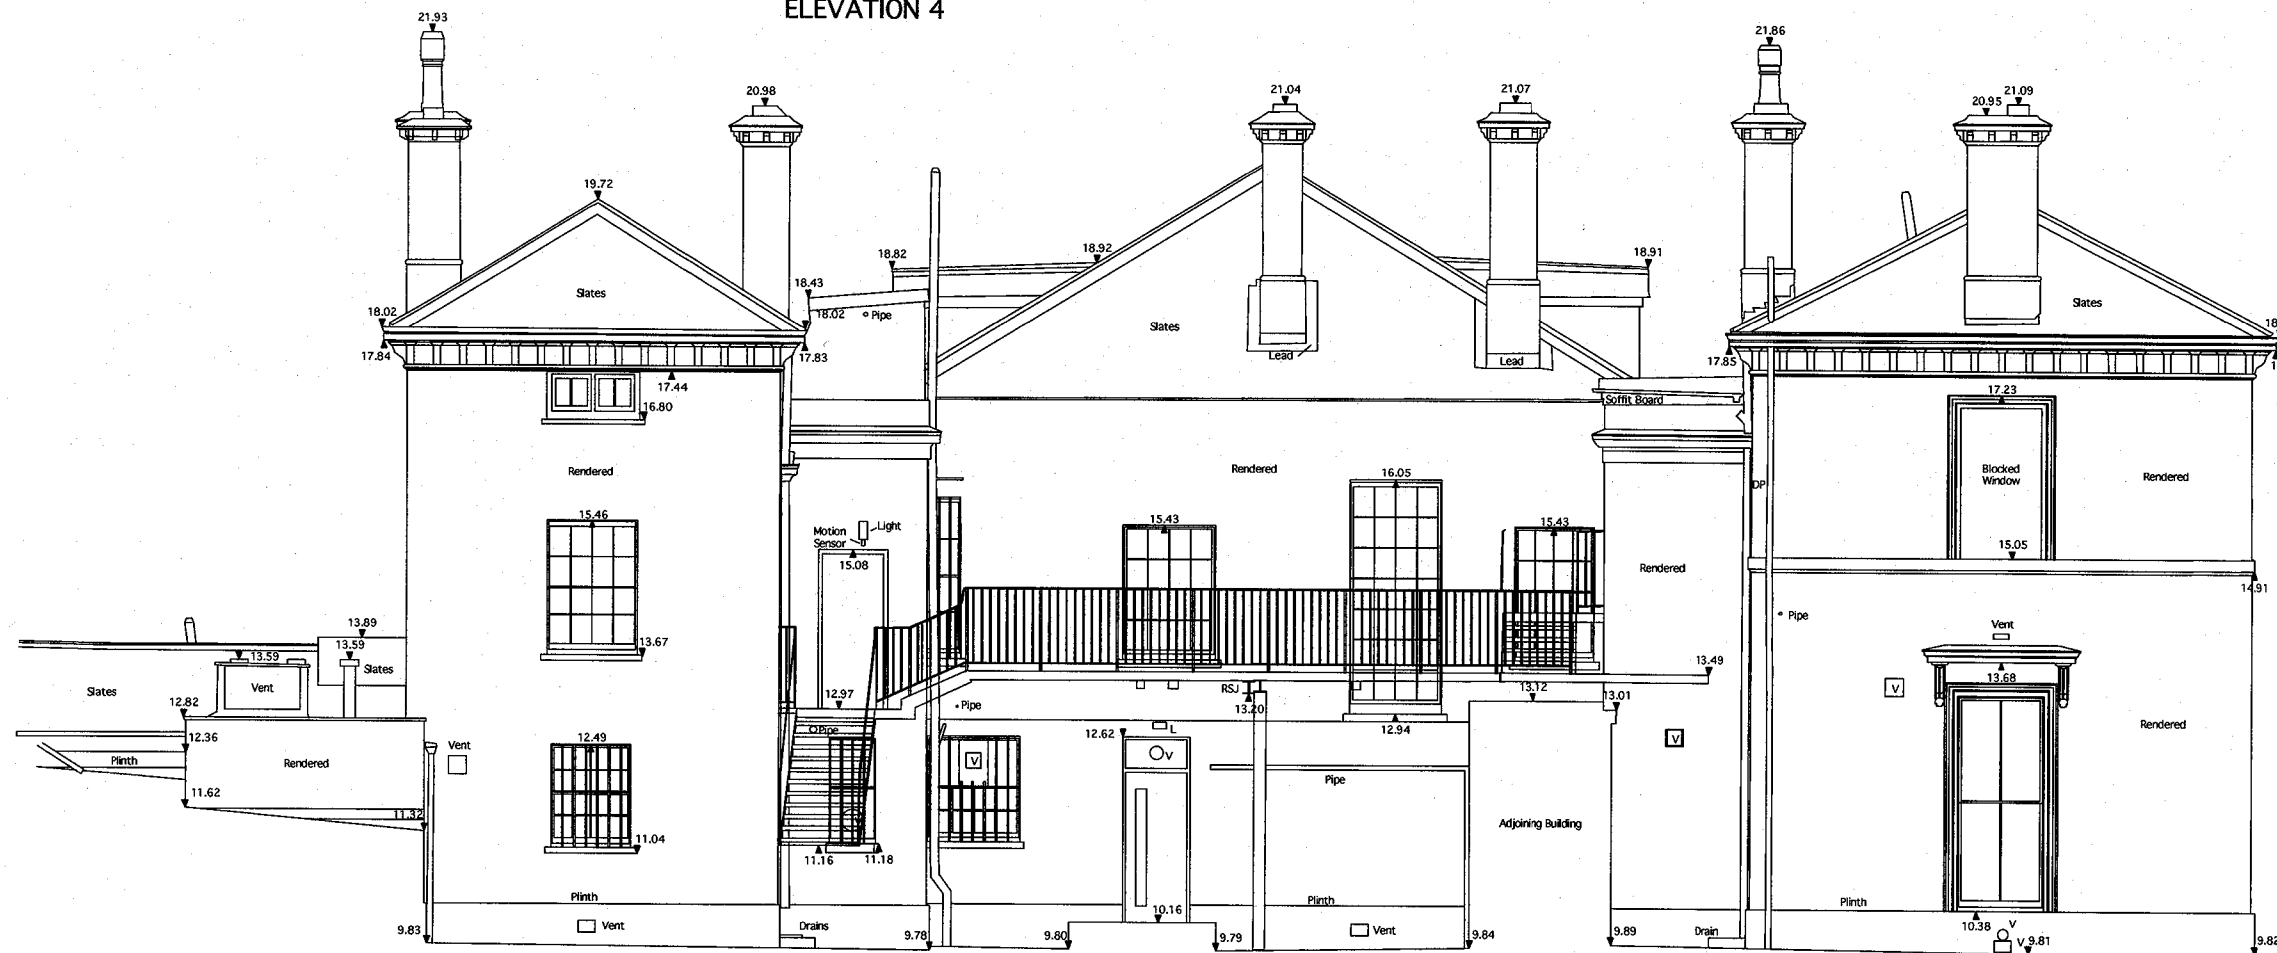 ELEVATION 4
21.93
21.86
20.98
21.04
21.07
20.95
21.09
19.72
18.82
18.92
18.91
18.43
Slates
18.02
18.02
Pipe
Slates
Slates
17.84
17.83
Lead
Lead
17.85
17.44
16.80
Soffit Board
17.23
Rendered
Rendered
16.05
Blocked
Window
Rendered
DP
15.46
Motion
Sensor
Light
15.43
15.43
15.08
15.05
Rendered
14.91
Pipe
Vent
13.89
13.59
13.59
Slates
13.67
13.49
13.68
Slates
Vent
RSJ
13.20
13.12
13.01
V
12.82
12.97
Pipe
12.94
Rendered
12.36
Vent
12.49
Pipe
12.62
L
V
V
V
Plinth
Rendered
Pipe
11.62
11.32
11.04
11.16
11.18
Adjoining Building
Plinth
Plinth
Plinth
10.16
10.38
9.83
Vent
Drains
9.78
9.80
9.79
Vent
9.84
9.89
Drain
V
V
9.81
9.82